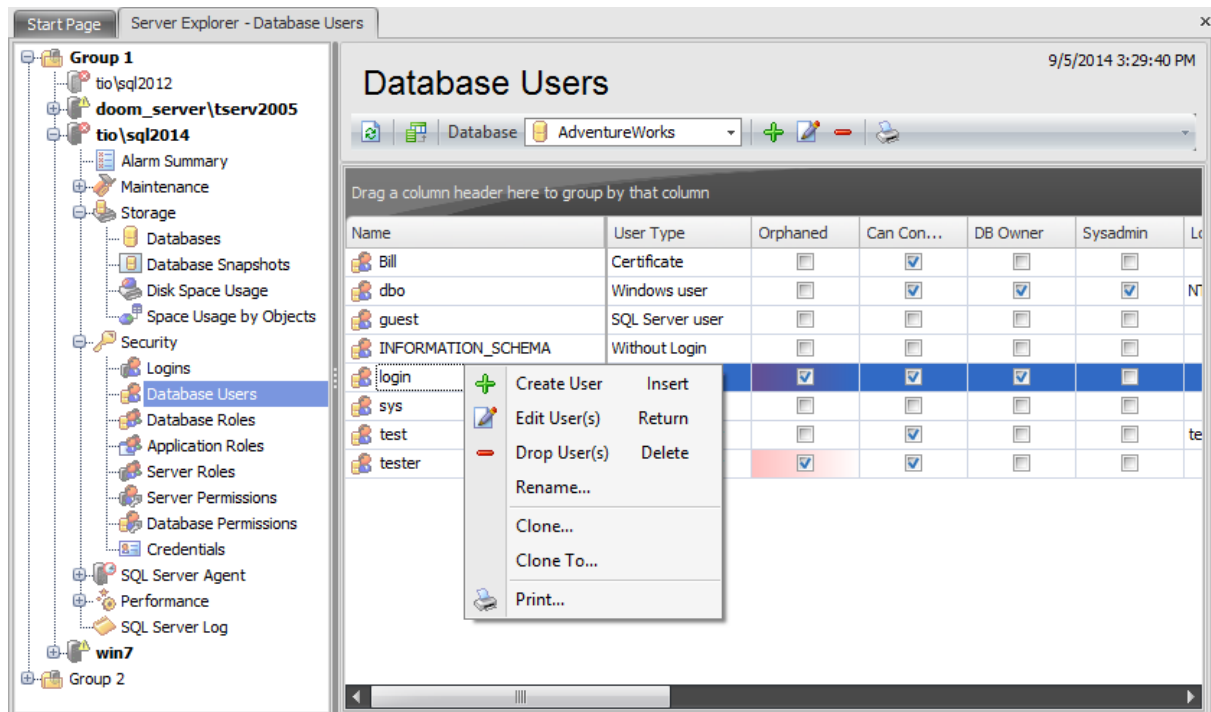 Start Page
Server Explorer - Database Users
Group 1
tio\sql2012
doom_server\tserv2005
tio\sql2014
Alarm Summary
Maintenance
Storage
Databases
Database Snapshots
Disk Space Usage
Space Usage by Objects
Security
Logins
Database Users
Database Roles
Application Roles
Server Roles
Server Permissions
Database Permissions
Credentials
SQL Server Agent
Performance
SQL Server Log
win7
Group 2
9/5/2014 3:29:40 PM
Database Users
Database AdventureWorks
Drag a column header here to group by that column
Name User Type Orphaned Can Con... DB Owner Sysadmin
Bill Certificate
dbo Windows user
guest SQL Server user
INFORMATION_SCHEMA Without Login
login
sys
test
tester
Create User Insert
Edit User(s) Return
Drop User(s) Delete
Rename...
Clone...
Clone To...
Print...